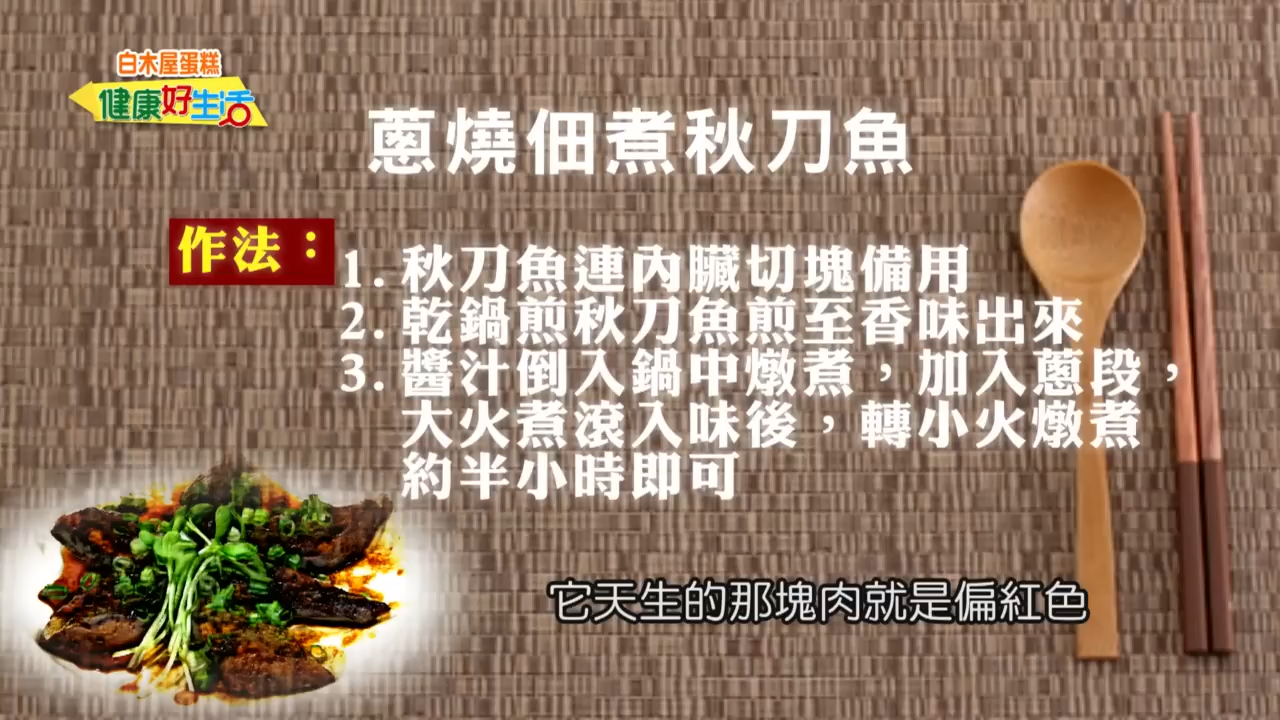 白木屋蛋糕
健康好生活
蔥燒佃煮秋刀魚
作法：
1. 秋刀魚連內臟切塊備用
2. 乾鍋煎秋刀魚煎至香味出來
3. 醬汁倒入鍋中燉煮，加入蔥段，
大火煮滾入味後，轉小火燉煮
約半小時即可
它天生的那塊肉就是偏紅色